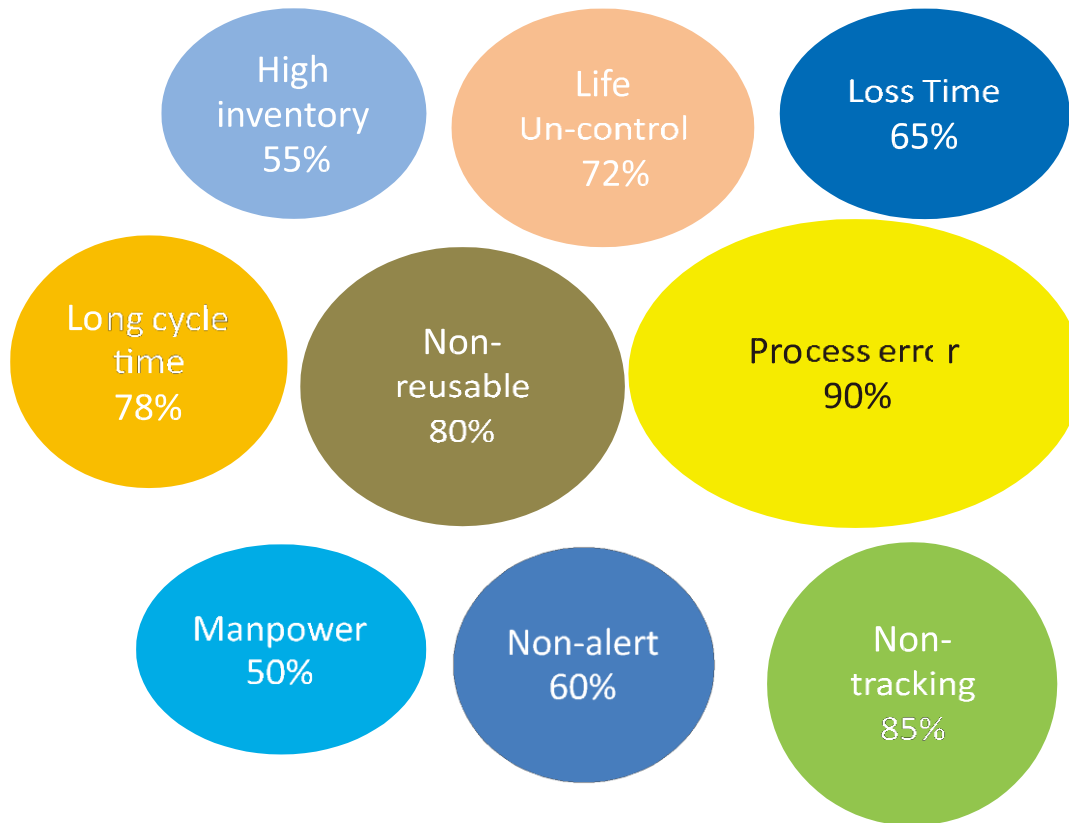 High
inventory
55%
Life
Un-control
72%
Loss Time
65%
Long cycle
time
78%
Non-
reusable
80%
Process error
90%
Manpower
50%
Non-alert
60%
Non-
tracking
85%